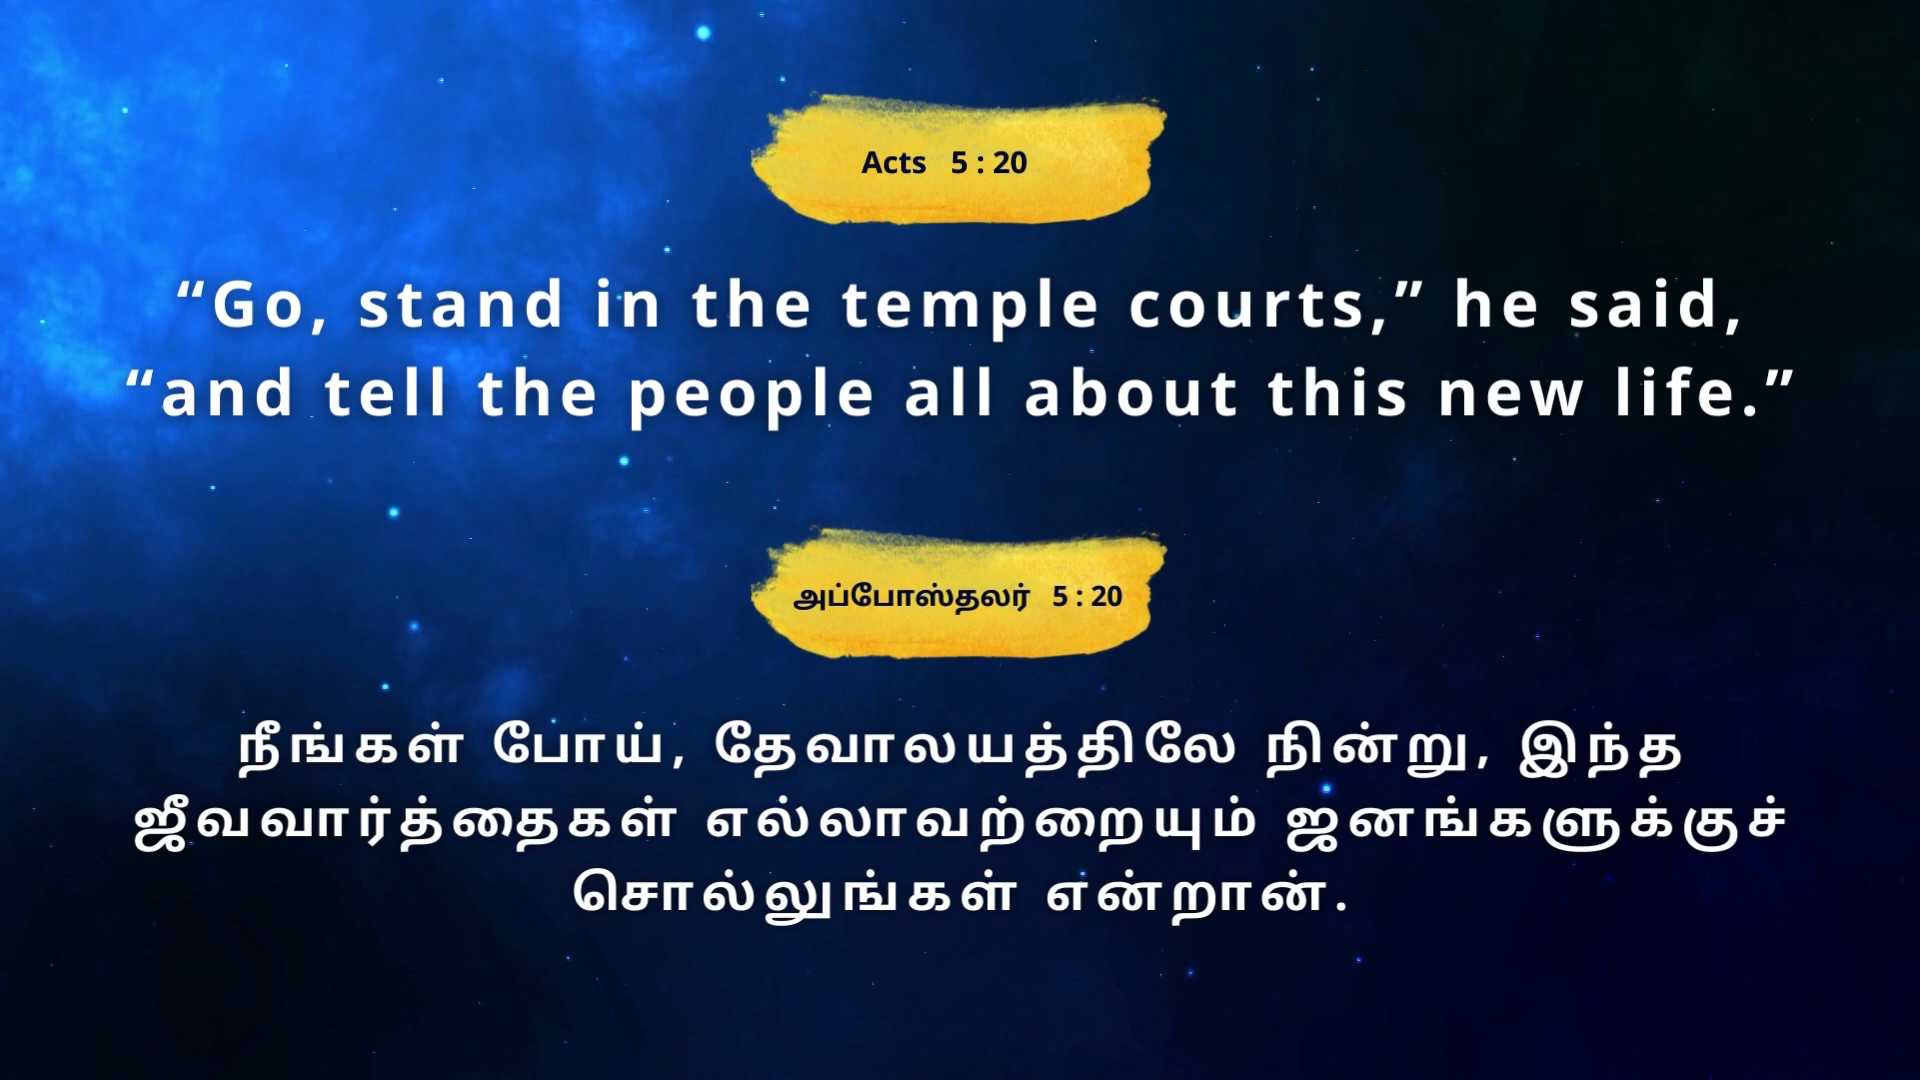 Acts 5 : 20
“Go, stand in the temple courts,” he said,
“and tell the people all about this new life.”
அப்போஸ்தலர் 5 : 20
நீங்கள் போய், தேவாலயத்திலே நின்று, இந்த
ஜீவவார்த்தைகள் எல்லாவற்றையும் ஜனங்களுக்குச்
சொல்லுங்கள் என்றான்.